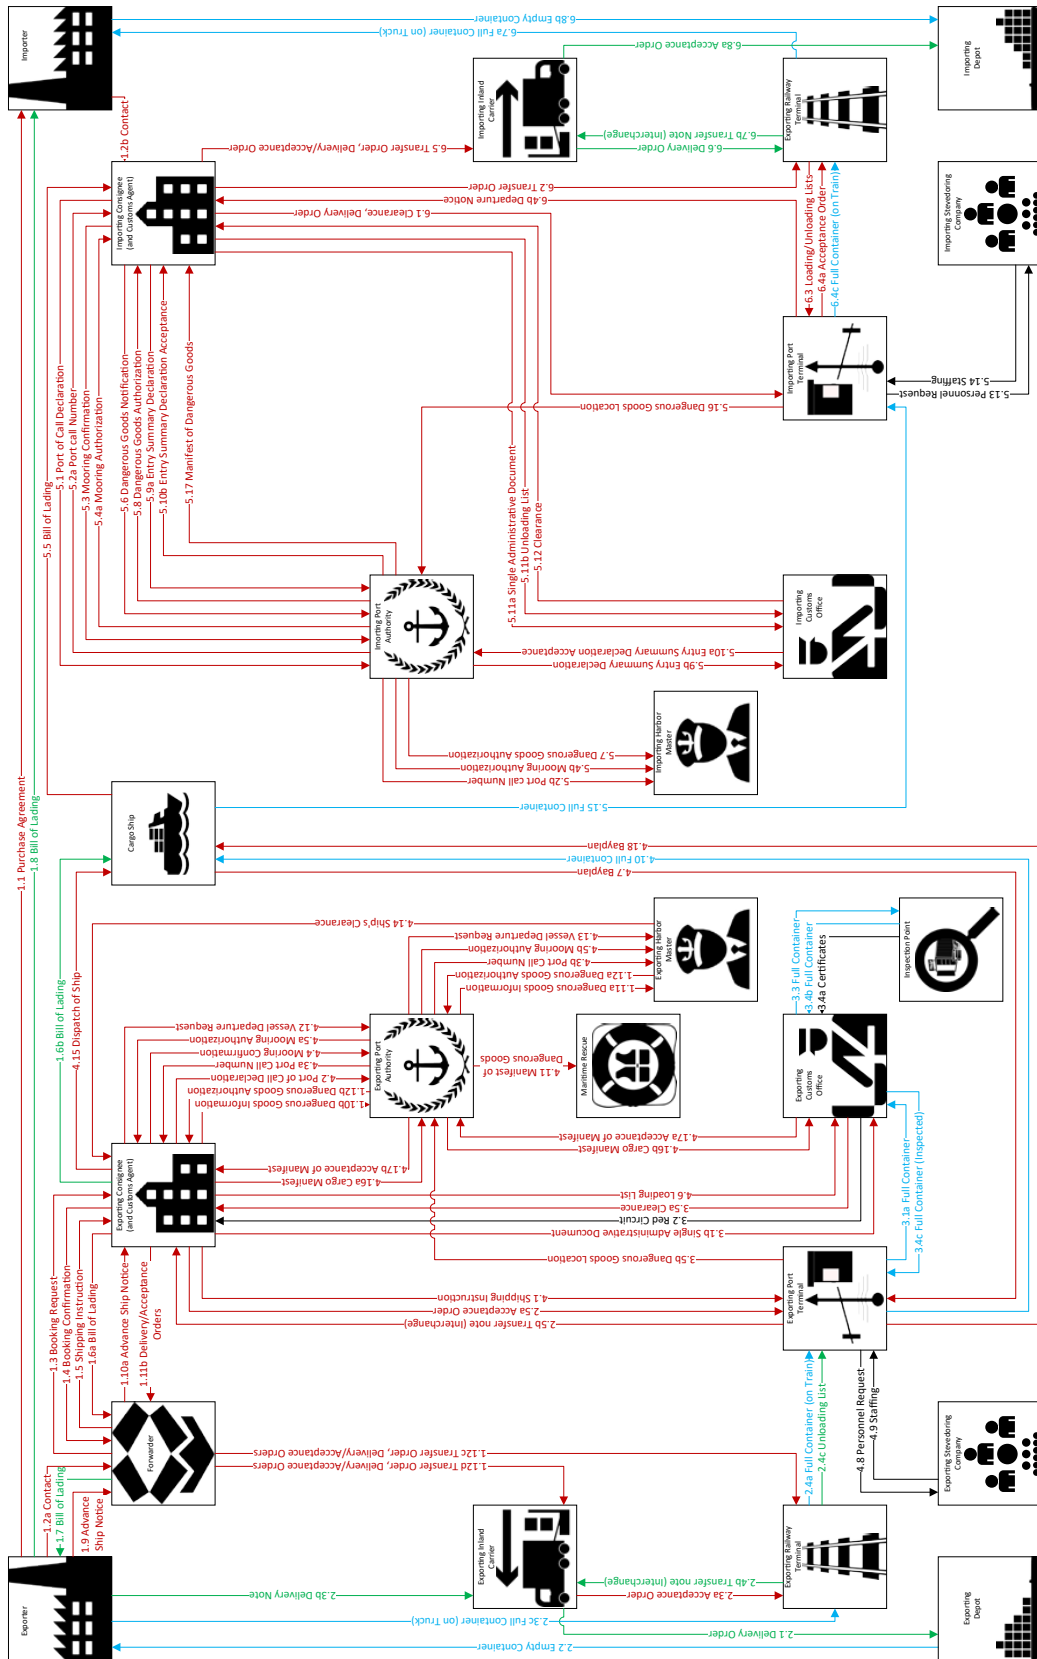 Exporter
Importer
1.1 Purchase Agreement
1.8 Bill of Lading
1.2a Contact
1.7 Bill of Lading
1.9 Advance
Ship Notice
Forwarder
1.3 Booking Request
1.4 Booking Confirmation
1.5 Shipping Instruction
1.6a Bill of Lading
1.10a Advance Ship Notice
1.11b Delivery/Acceptance
Orders
Exporting Consignee
(and Customs Agent)
1.6b Bill of Lading
4.15 Dispatch of Ship
Cargo Ship
5.5 Bill of Lading
5.1 Port of Call Declaration
5.2a Port call Number
5.3 Mooring Confirmation
5.4a Mooring Authorization
5.6 Dangerous Goods Notification
5.8 Dangerous Goods Authorization
5.9a Entry Summary Declaration
5.10b Entry Summary Declaration Acceptance
5.17 Manifest of Dangerous Goods
Importing Consignee
(and Customs Agent)
1.2b Contact
6.8b Empty Container
6.7a Full Container (on Truck)
6.8a Acceptance Order
Importing
Depot
2.2 Empty Container
2.3c Full Container (on Truck)
2.3b Delivery Note
2.1 Delivery Order
Exporting Inland
Carrier
2.4b Transfer note (Interchange)
2.3a Acceptance Order
1.12c Transfer Order, Delivery/Acceptance Orders
1.12d Transfer Order, Delivery/Acceptance Orders
Exporting Railway
Terminal
Exporting
Depot
2.4a Full Container (on Train)
2.4c Unloading List
4.8 Personnel Request
4.9 Staffing
Exporting Stevedoring
Company
Exporting Port
Terminal
2.5b Transfer note (Interchange)
2.5a Acceptance Order
4.1 Shipping Instruction
3.5b Dangerous Goods Location
3.1b Single Administrative Document
3.2 Red Circuit
3.5a Clearance
4.6 Loading List
4.16a Cargo Manifest
4.17b Acceptance of Manifest
4.16b Cargo Manifest
4.17a Acceptance of Manifest
1.10b Dangerous Goods Information
1.12b Dangerous Goods Authorization
4.2 Port of Call Declaration
4.3a Port Call Number
4.4 Mooring Confirmation
4.5a Mooring Authorization
4.12 Vessel Departure Request
Exporting Port
Authority
4.11 Manifest of
Dangerous Goods
Maritime Rescue
1.11a Dangerous Goods Information
1.12a Dangerous Goods Authorization
4.3b Port Call Number
4.5b Mooring Authorization
4.13 Vessel Departure Request
4.14 Ship's Clearance
Exporting Harbor
Master
Exporting
Customs
Office
3.1a Full Container
3.4c Full Container (Inspected)
3.3 Full Container
3.4b Full Container
3.4a Certificates
Inspection Point
4.7 Bayplan
4.10 Full Container
4.18 Bayplan
5.15 Full Container
Imorting Port
Authority
5.2b Port call Number
5.4b Mooring Authorization
5.7 Dangerous Goods Authorization
Importing Harbor
Master
5.9b Entry Summary Declaration
5.10a Entry Summary Declaration Acceptance
Importing
Customs
Office
5.11a Single Administrative Document
5.11b Unloading List
5.12 Clearance
5.16 Dangerous Goods Location
Importing Port
Terminal
5.13 Personnel Request
5.14 Staffing
Importing Stevedoring
Company
6.1 Clearance, Delivery Order
6.4b Departure Notice
6.2 Transfer Order
6.5 Transfer Order, Delivery/Acceptance Order
Importing Inland
Carrier
6.6 Delivery Order
6.7b Transfer Note (Interchange)
Exporting Railway
Terminal
6.3 Loading/Unloading Lists
6.4a Acceptance Order
6.4c Full Container (on Train)